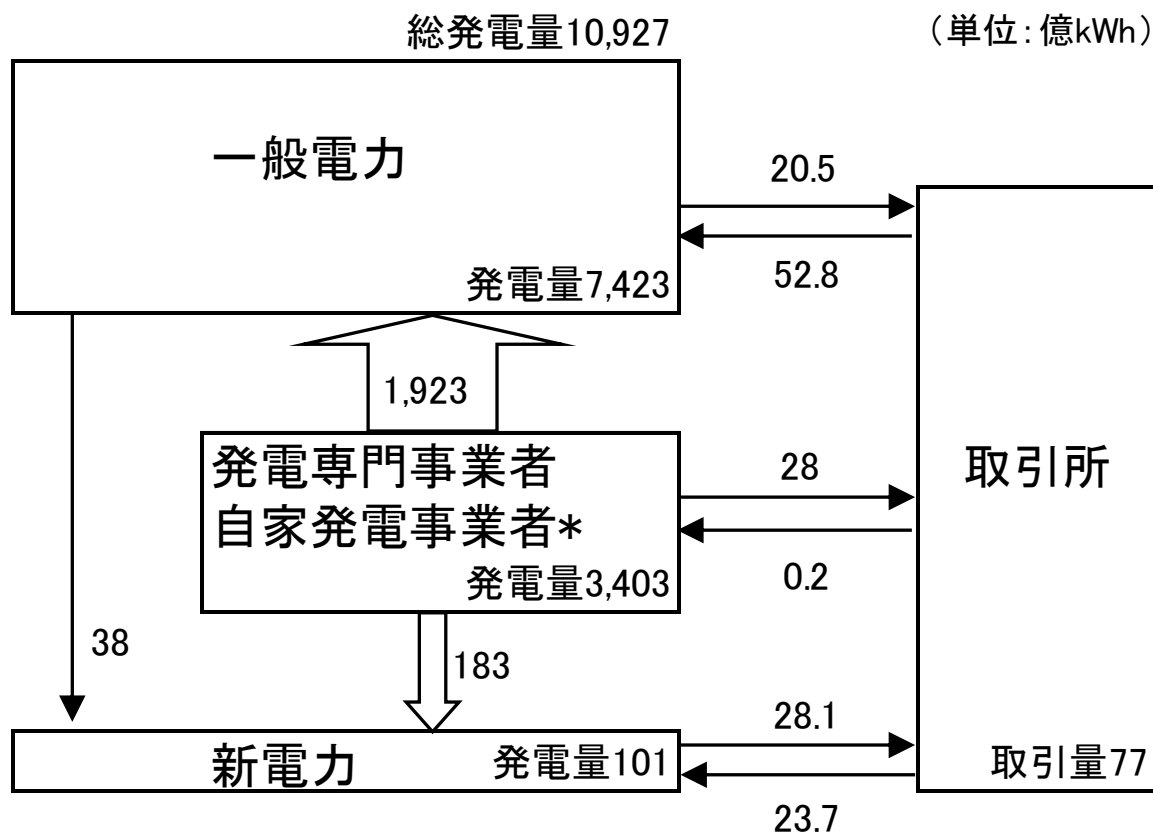 総発電量10,927
（単位：億kWh）
一般電力
20.5
52.8
発電量7,423
1,923
発電専門事業者
自家発電事業者*
発電量3,403
28
0.2
取引所
38
183
28.1
新電力
発電量101
取引量77
23.7